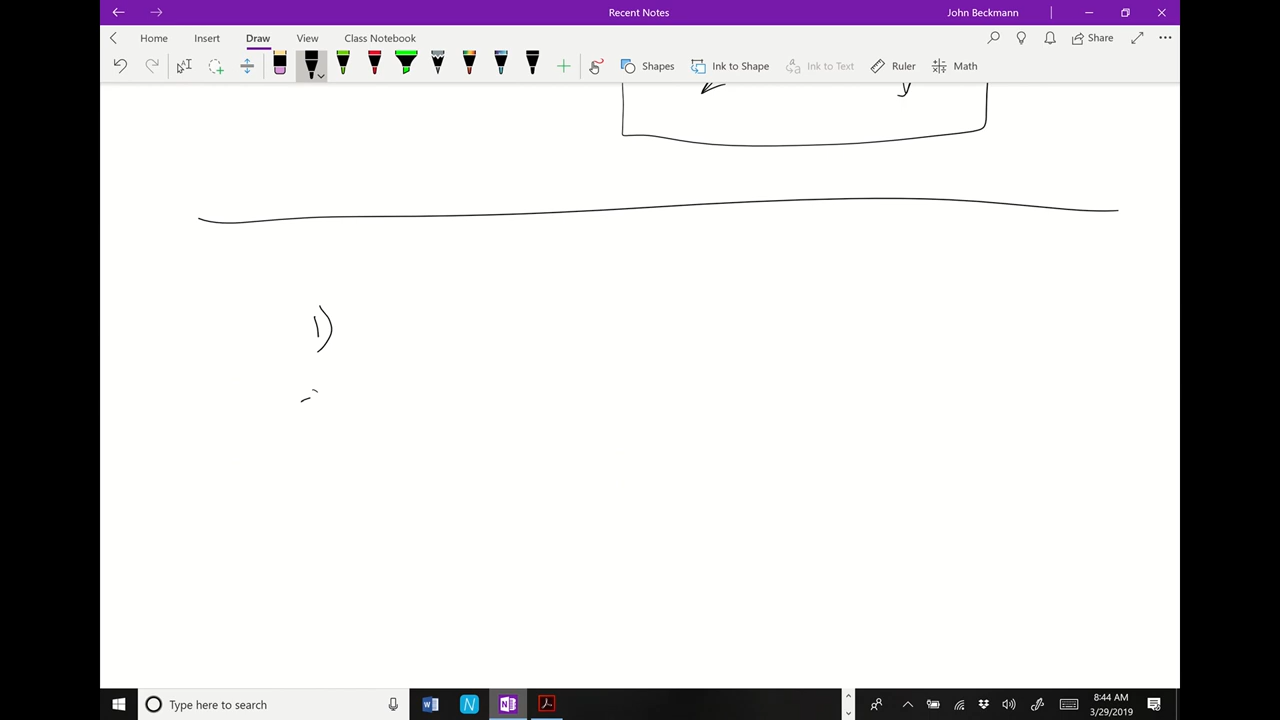 Recent Notes
John Beckmann
Home Insert Draw View Class Notebook
Share
Shapes Ink to Shape Ink to Text Ruler Math
y
1)
Type here to search
8:44 AM
3/29/2019